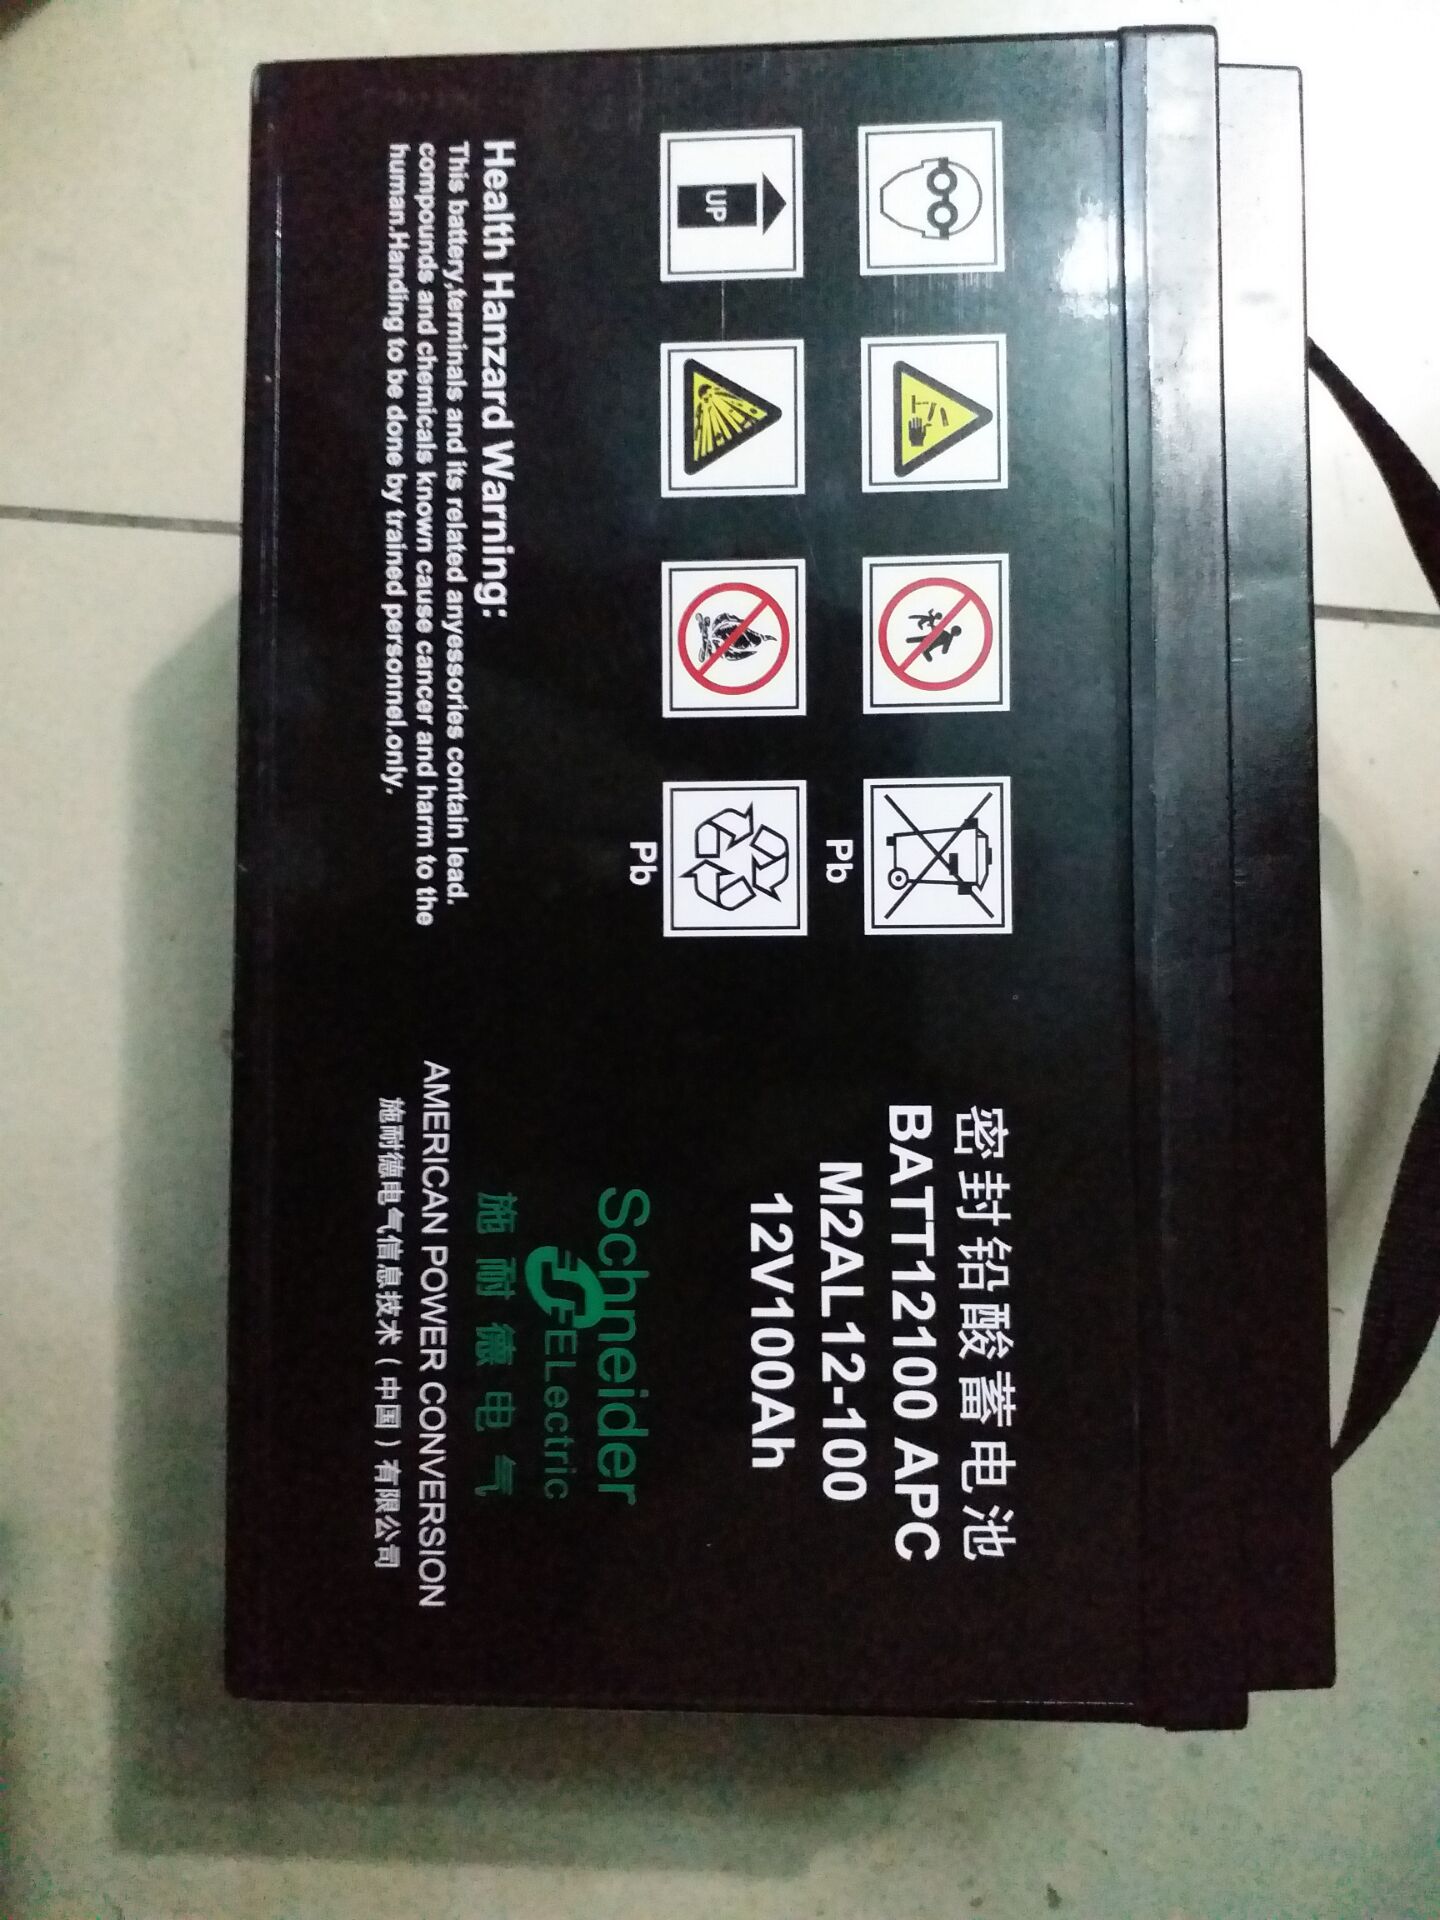 密封铅酸蓄电池
BATT12100 APC
M2AL12-100
12V100Ah
UP
Pb
Pb
Health Hanzard Warning:
This battery,terminals and its related anyessories contain lead.
compounds and chemicals known cause cancer and harm to the
human.Handing to be done by trained personnel.only.
Schneider
ELectric
施耐德电气
AMERICAN POWER CONVERSION
施耐德电气信息技术(中国)有限公司